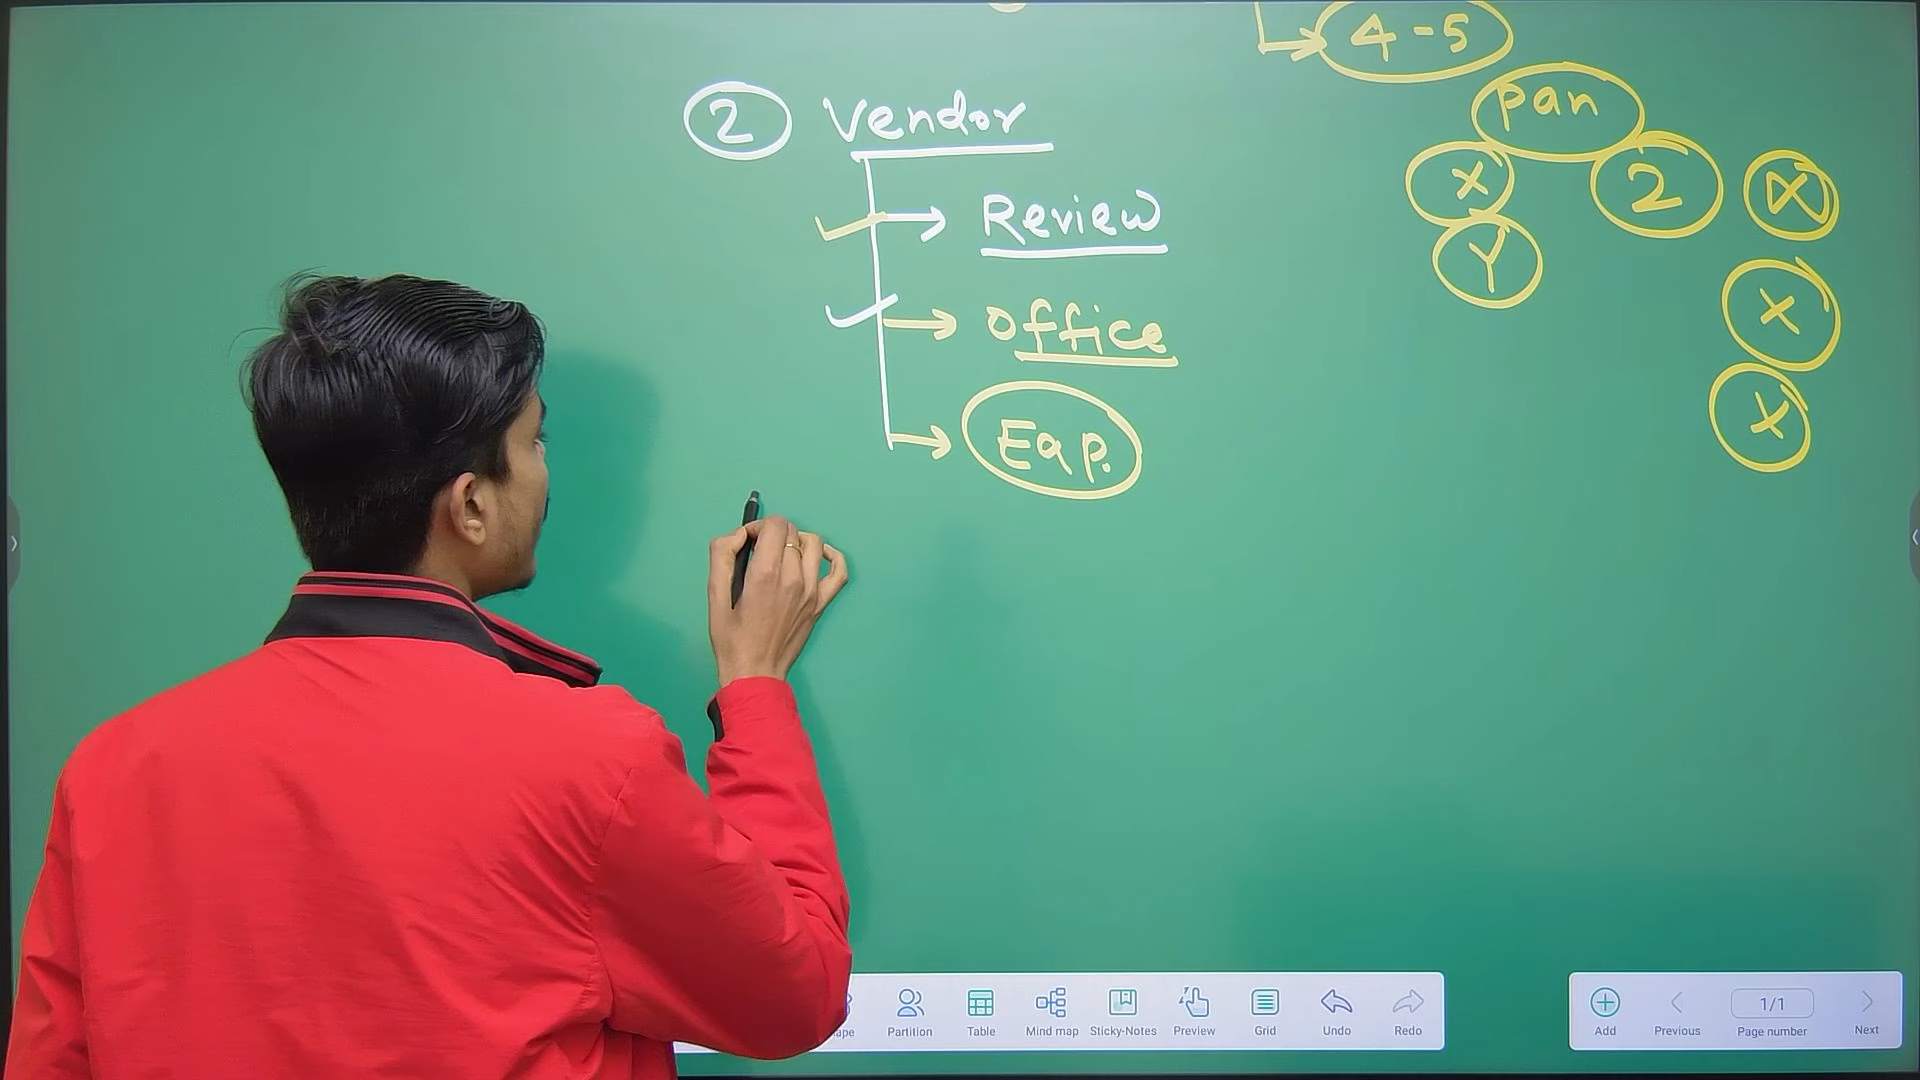 4-5
pan
2 Vendor
X 2 X
Review
Y
Office
X
X
Eqp.
Partition Table Mind map Sticky-Notes Preview Grid Undo Redo
Add Previous 1/1 Page number Next